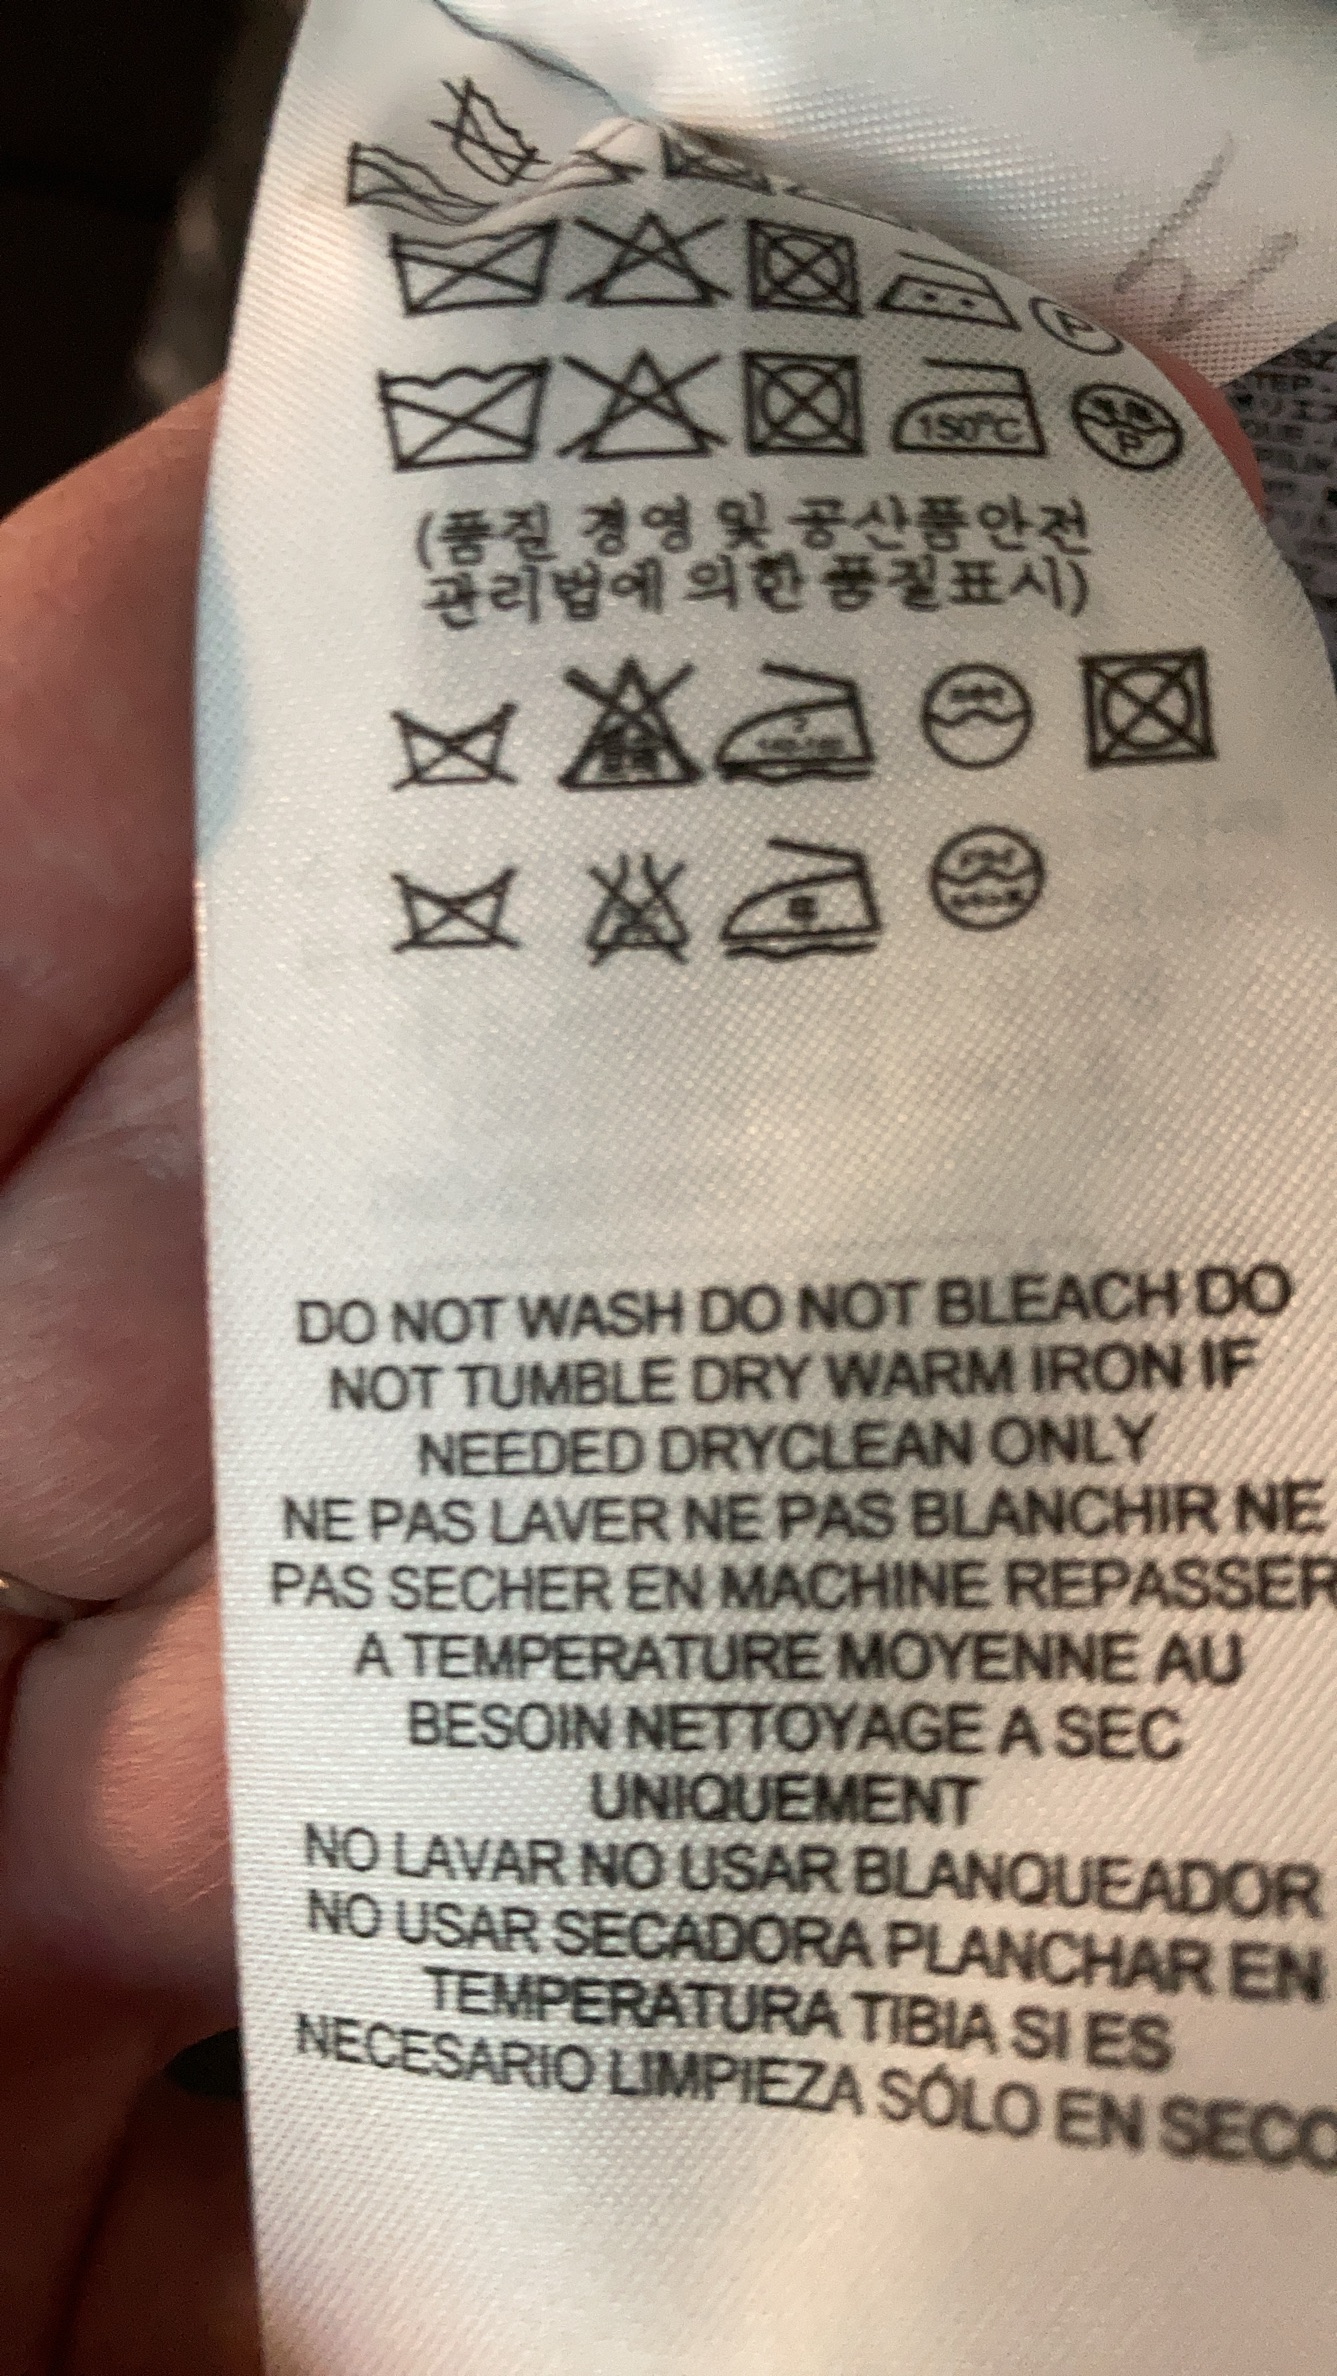 P
150°C
P
(품질 경영 및 공산품안전
관리법에 의한 품질표시)
DO NOT WASH DO NOT BLEACH DO
NOT TUMBLE DRY WARM IRON IF
NEEDED DRYCLEAN ONLY
NE PAS LAVER NE PAS BLANCHIR NE
PAS SECHER EN MACHINE REPASSER
A TEMPERATURE MOYENNE AU
BESOIN NETTOYAGE A SEC
UNIQUEMENT
NO LAVAR NO USAR BLANQUEADOR
NO USAR SECADORA PLANCHAR EN
TEMPERATURA TIBIA SI ES
NECESARIO LIMPIEZA SÓLO EN SECO